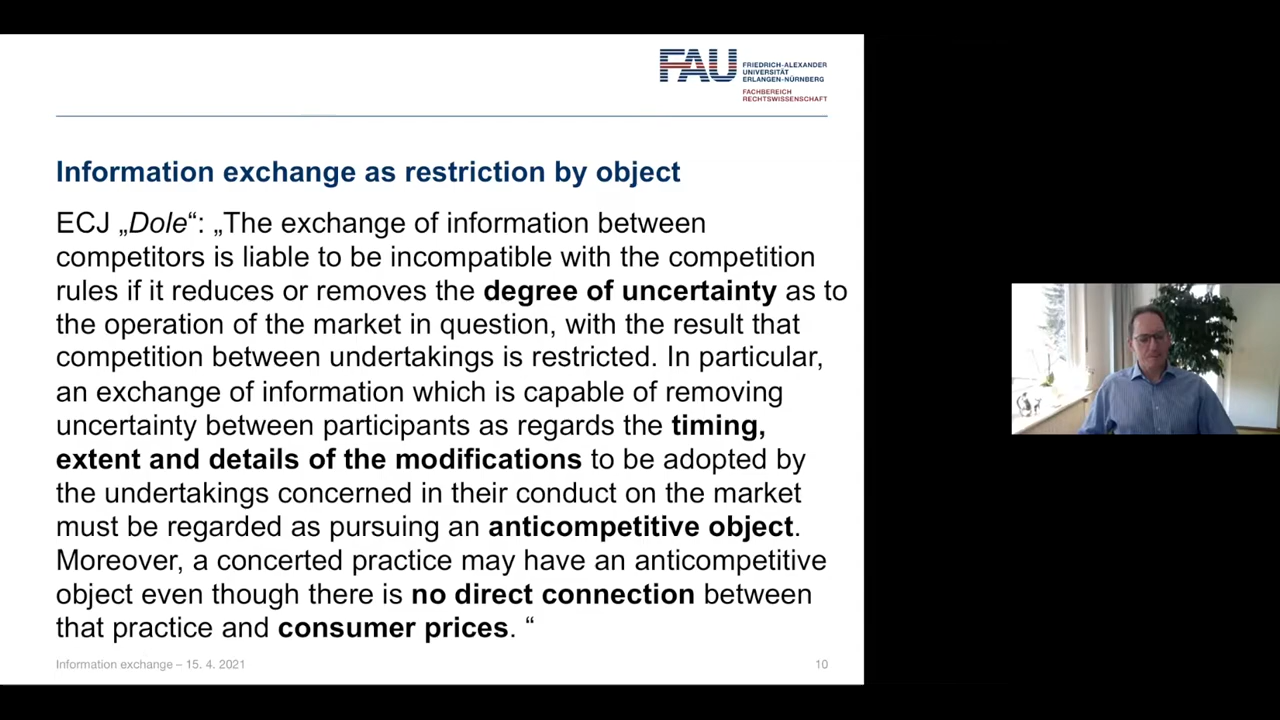 FAU
FRIEDRICH-ALEXANDER
UNIVERSITÄT
ERLANGEN-NÜRNBERG
FACHBEREICH
RECHTSWISSENSCHAFT
Information exchange as restriction by object
ECJ „Dole“: „The exchange of information between
competitors is liable to be incompatible with the competition
rules if it reduces or removes the degree of uncertainty as to
the operation of the market in question, with the result that
competition between undertakings is restricted. In particular,
an exchange of information which is capable of removing
uncertainty between participants as regards the timing,
extent and details of the modifications to be adopted by
the undertakings concerned in their conduct on the market
must be regarded as pursuing an anticompetitive object.
Moreover, a concerted practice may have an anticompetitive
object even though there is no direct connection between
that practice and consumer prices. “
Information exchange – 15. 4. 2021
10